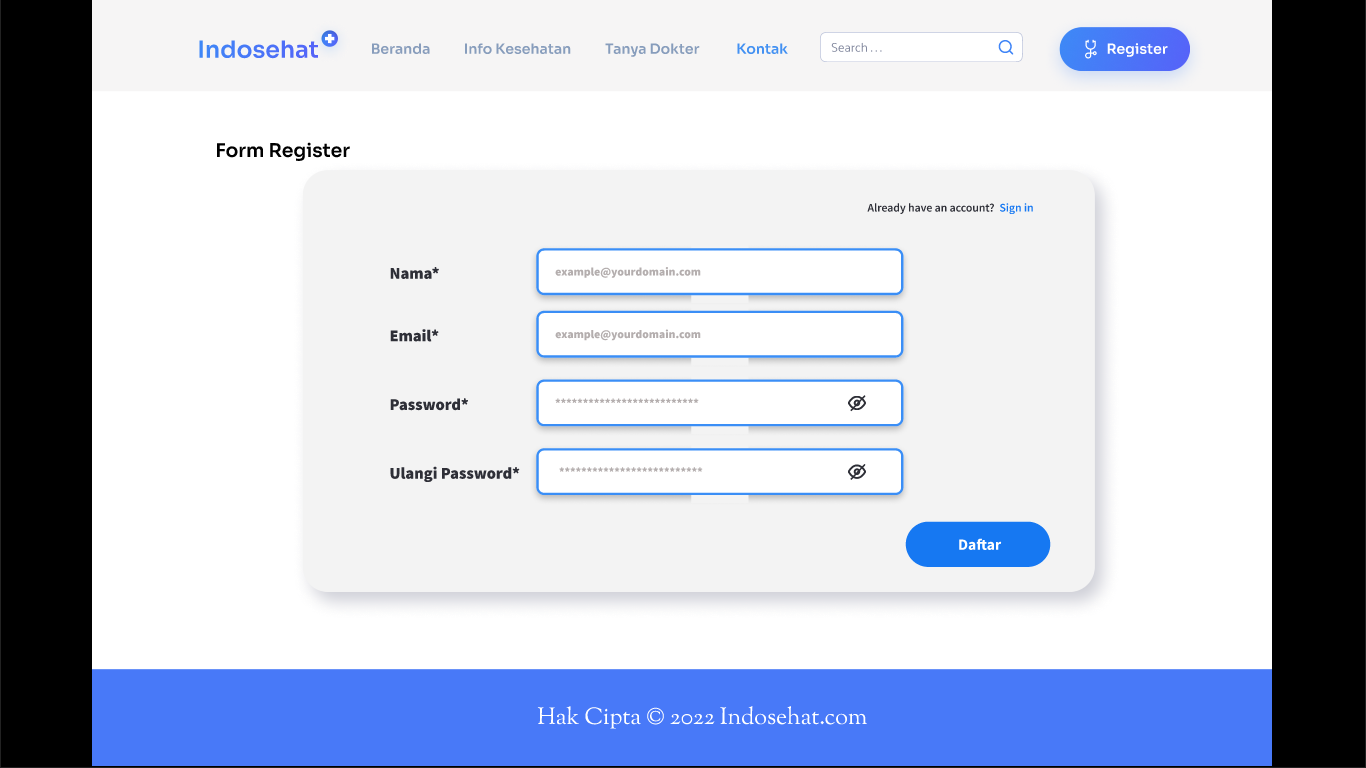 Indosehat
Beranda Info Kesehatan Tanya Dokter Kontak Search ... Register
Form Register
Already have an account? Sign in
Nama* example@yourdomain.com
Email* example@yourdomain.com
Password* **************************
Ulangi Password* **************************
Daftar
Hak Cipta © 2022 Indosehat.com